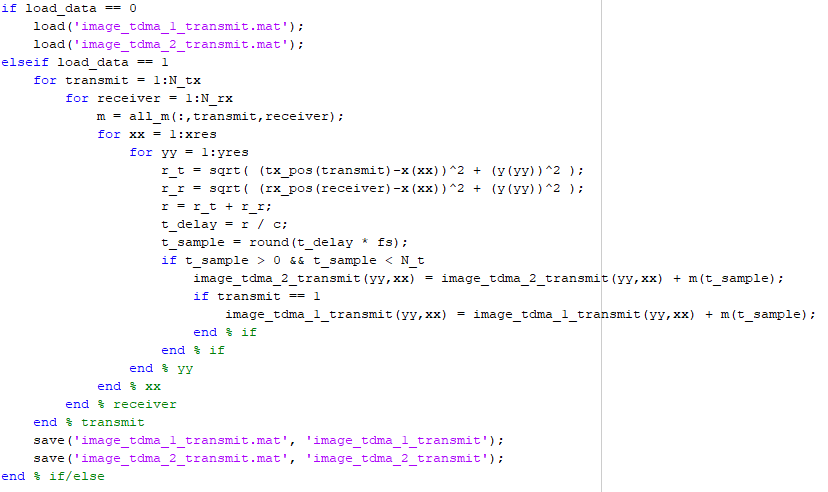 if load_data == 0
    load('image_tdma_1_transmit.mat');
    load('image_tdma_2_transmit.mat');
elseif load_data == 1
    for transmit = 1:N_tx
        for receiver = 1:N_rx
            m = all_m(:,transmit,receiver);
            for xx = 1:xres
                for yy = 1:yres
                    r_t = sqrt( (tx_pos(transmit)-x(xx))^2 + (y(yy))^2 );
                    r_r = sqrt( (rx_pos(receiver)-x(xx))^2 + (y(yy))^2 );
                    r = r_t + r_r;
                    t_delay = r / c;
                    t_sample = round(t_delay * fs);
                    if t_sample > 0 && t_sample < N_t
                        image_tdma_2_transmit(yy,xx) = image_tdma_2_transmit(yy,xx) + m(t_sample);
                        if transmit == 1
                            image_tdma_1_transmit(yy,xx) = image_tdma_1_transmit(yy,xx) + m(t_sample);
                        end % if
                    end % if
                end % yy
            end % xx
        end % receiver
    end % transmit
    save('image_tdma_1_transmit.mat', 'image_tdma_1_transmit');
    save('image_tdma_2_transmit.mat', 'image_tdma_2_transmit');
end % if/else